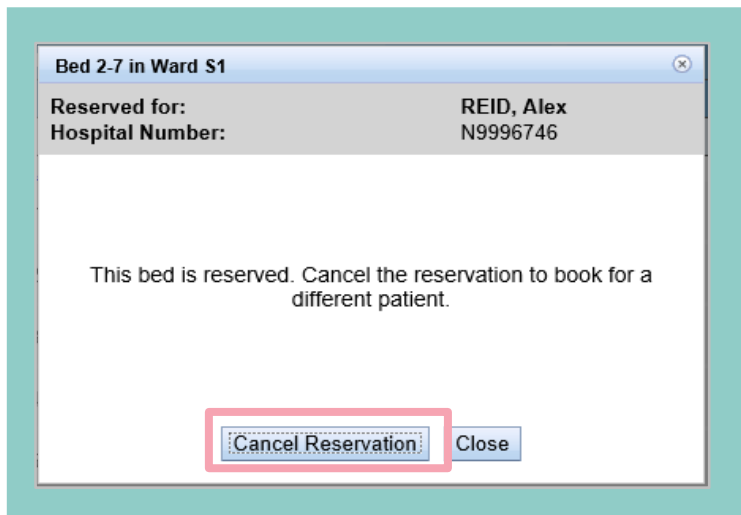 Bed 2-7 in Ward S1
Reserved for: REID, Alex
Hospital Number: N9996746
This bed is reserved. Cancel the reservation to book for a
different patient.
Cancel Reservation Close